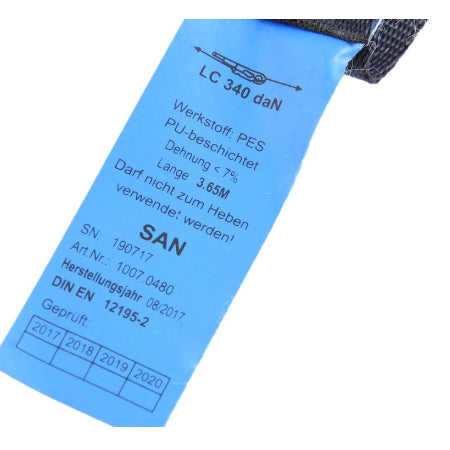 LC 340 daN
Werkstoff: PES
PU-beschichtet
Dehnung < 7%
Länge 3.65M
Darf nicht zum Heben
verwendet werden!
SAN
SN: 190717
Art.Nr.: 1007.0480
Herstellungsjahr 08/2017.
DIN EN 12195-2
Geprüft:
2017 2018 2019 2020